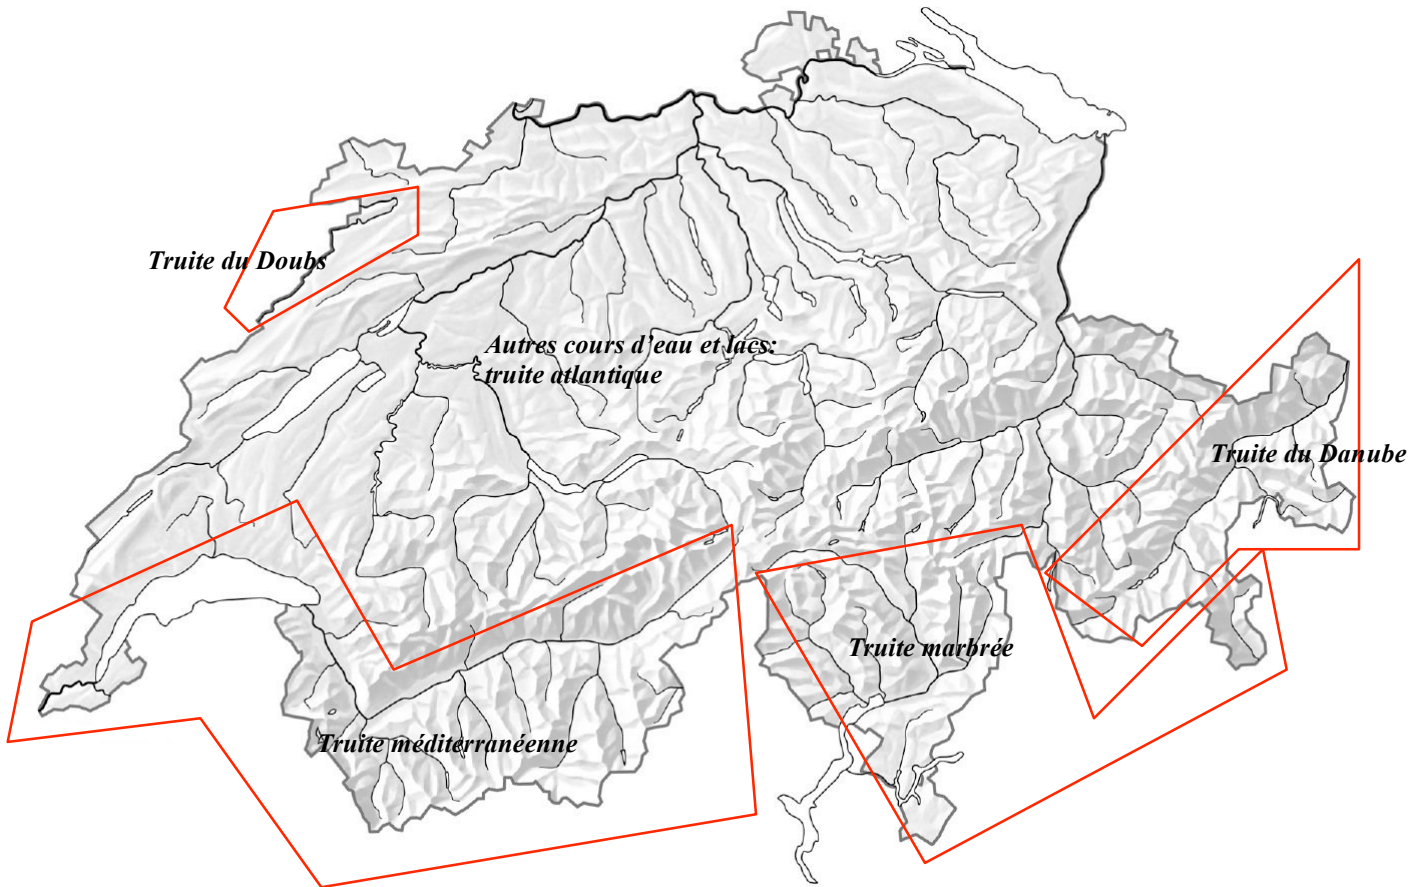 Truite du Doubs
Autres cours d’eau et lacs:
truite atlantique
Truite du Danube
Truite marbrée
Truite méditerranéenne